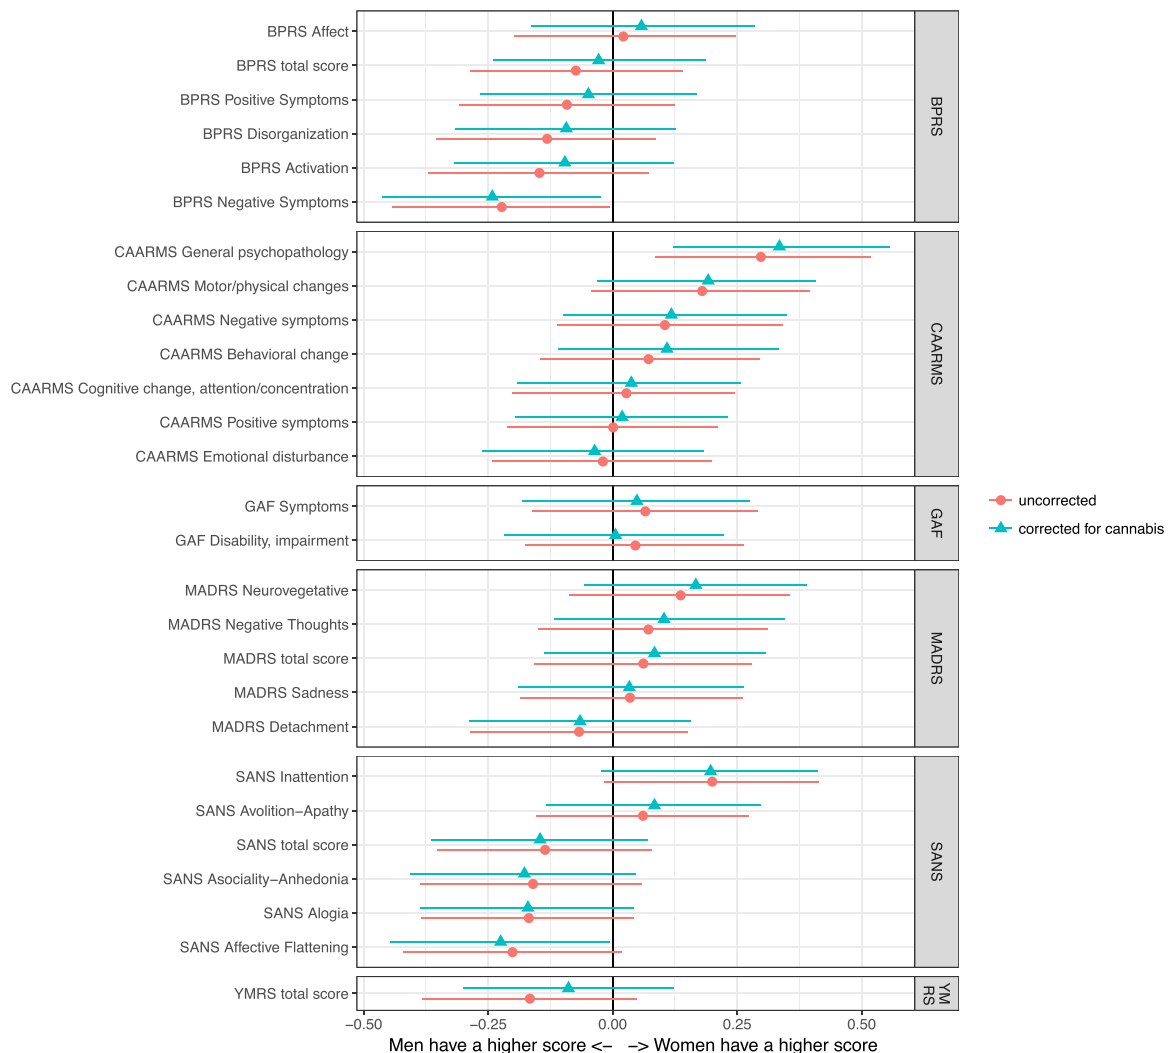 BPRS Affect
BPRS total score
BPRS Positive Symptoms
BPRS Disorganization
BPRS Activation
BPRS Negative Symptoms
BPRS
CAARMS General psychopathology
CAARMS Motor/physical changes
CAARMS Negative symptoms
CAARMS Behavioral change
CAARMS Cognitive change, attention/concentration
CAARMS Positive symptoms
CAARMS Emotional disturbance
CAARMS
GAF Symptoms
GAF Disability, impairment
GAF
MADRS Neurovegetative
MADRS Negative Thoughts
MADRS total score
MADRS Sadness
MADRS Detachment
MADRS
SANS Inattention
SANS Avolition−Apathy
SANS total score
SANS Asociality−Anhedonia
SANS Alogia
SANS Affective Flattening
SANS
YMRS total score
YM
RS
−0.50 −0.25 0.00 0.25 0.50
Men have a higher score <− −> Women have a higher score
uncorrected
corrected for cannabis